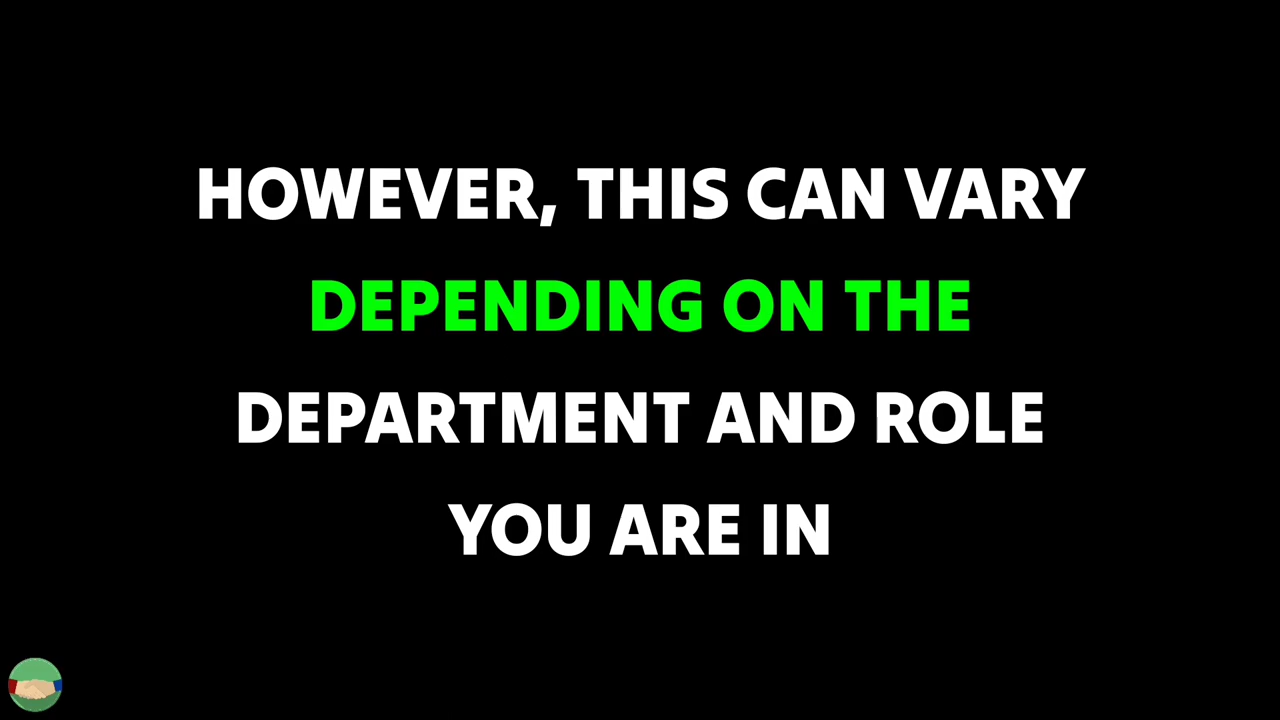 HOWEVER, THIS CAN VARY
DEPENDING ON THE
DEPARTMENT AND ROLE
YOU ARE IN